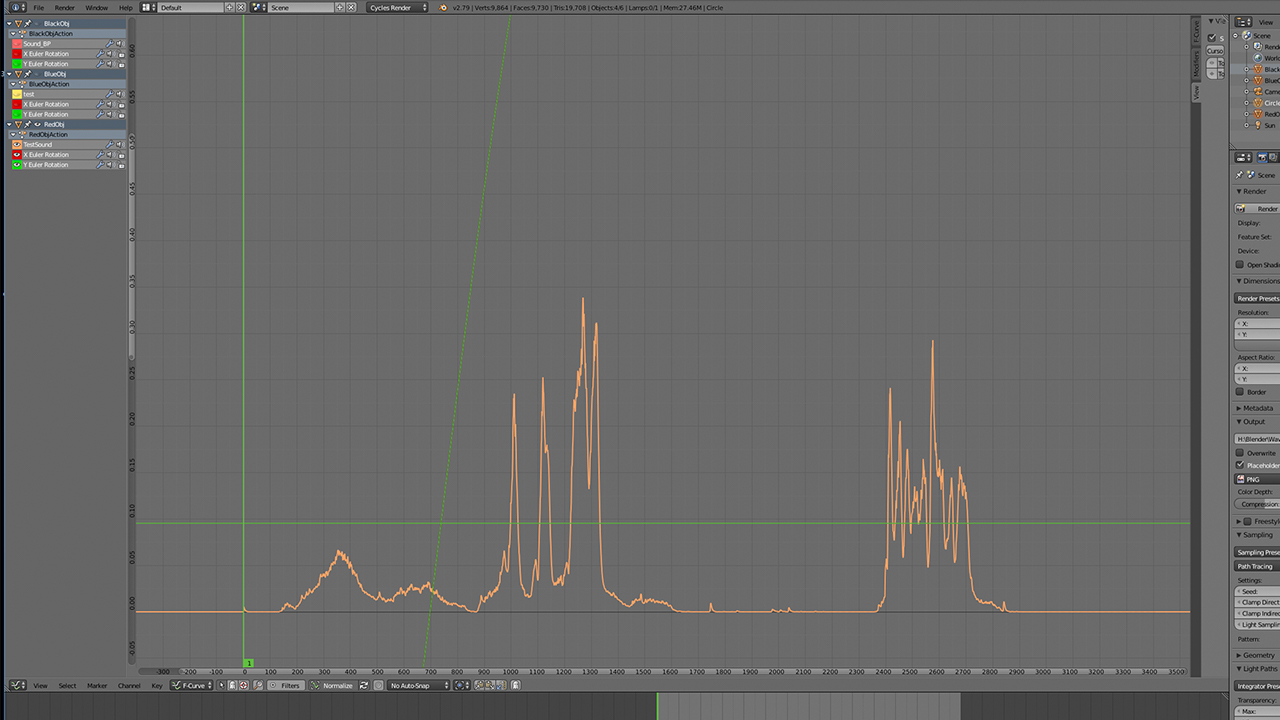 File Render Window Help Default Scene Cycles Render v2.79 | Verts:9,864 | Faces:9,730 | Tris:19,708 | Objects:4/6 | Lamps:0/1 | Mem:27.46M | Circle
BlackObj
BlackObjAction
Sound_BP
X Euler Rotation
Y Euler Rotation
BlueObj
BlueObjAction
test
X Euler Rotation
Y Euler Rotation
RedObj
RedObjAction
TestSound
X Euler Rotation
Y Euler Rotation
0.60
0.55
0.50
0.45
0.40
0.35
0.30
0.25
0.20
0.15
0.05
0.00
-0.05
1
-300 -200 -100 0 100 200 300 400 500 600 700 800 900 1000 1100 1200 1300 1400 1500 1600 1700 1800 1900 2000 2100 2200 2300 2400 2500 2600 2700 2800 2900 3000 3100 3200 3300 3400 3500
View Select Marker Channel Key F-Curve Filters Normalize No Auto-Snap
F-Curve
Modifiers
View
S
Curso
To
To
View
Scene
Rend
World
Black
BlueO
Came
Circle
RedO
Sun
Scene
Render
Render
Display:
Feature Set:
Device:
Open Shadi
Dimensions
Render Presets
Resolution:
X:
Y:
Aspect Ratio:
X:
Y:
Border
Metadata
Output
H:\Blender\Wav
Overwrite
Placeholder
PNG
Color Depth:
Compression:
Freestyl
Sampling
Sampling Prese
Path Tracing
Settings:
Seed:
Clamp Direct
Clamp Indirec
Light Samplin
Pattern:
Geometry
Light Paths
Integrator Pres
Transparency:
Max: